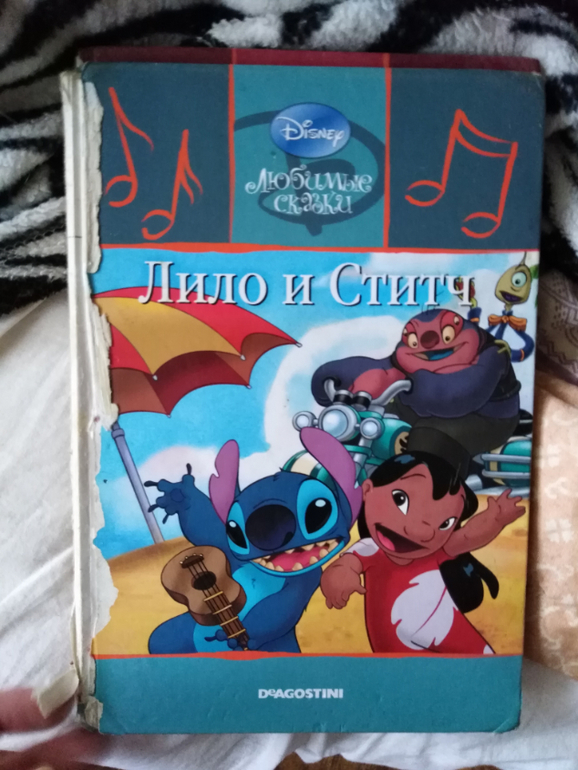 Disney
Любимые
сказки
Лило и Ститч
DeAGOSTINI